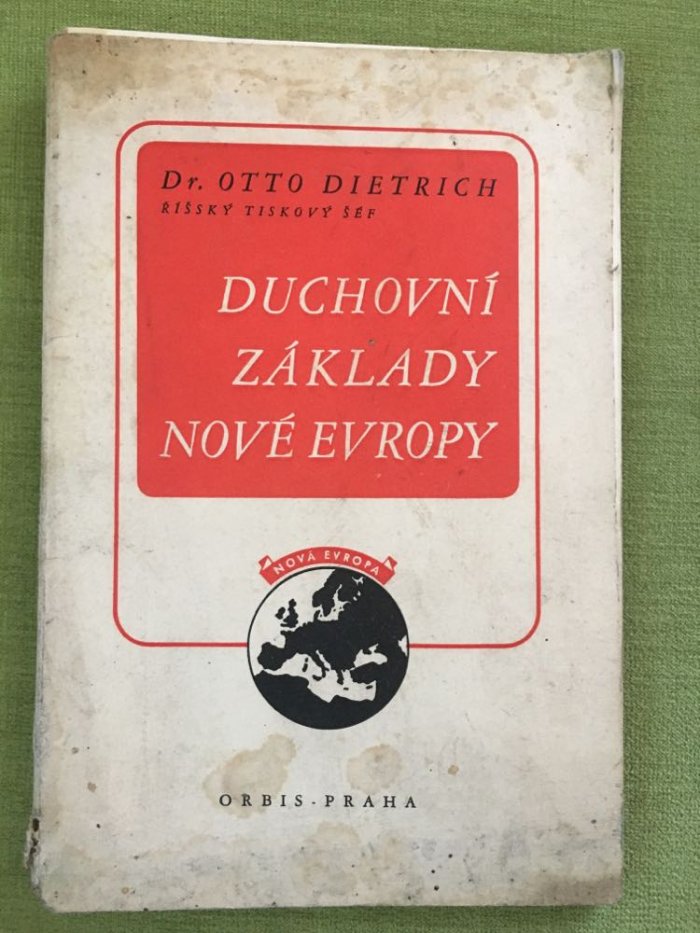 Dr. OTTO DIETRICH
ŘÍŠSKÝ TISKOVÝ ŠÉF
DUCHOVNÍ
ZÁKLADY
NOVÉ EVROPY
NOVÁ EVROPA
ORBIS-PRAHA